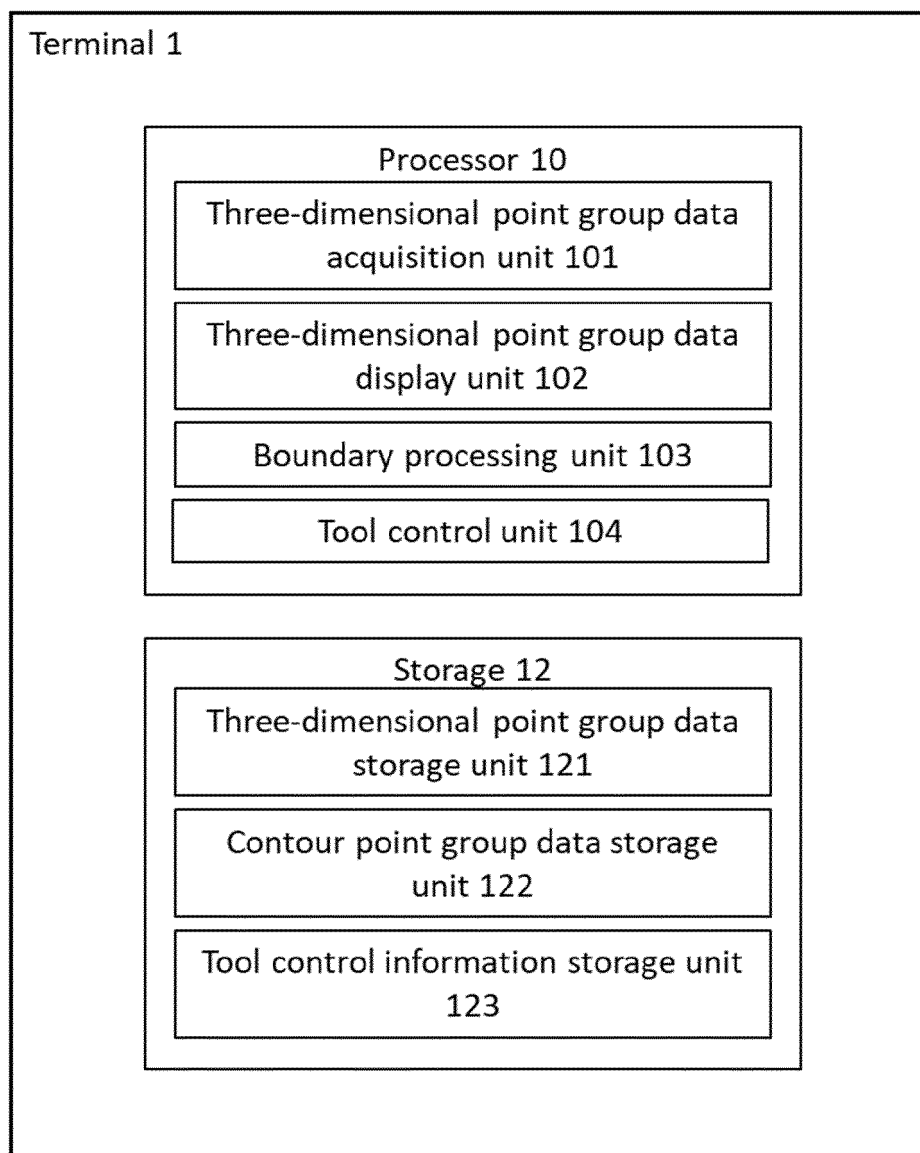 Terminal 1
Processor 10
Three-dimensional point group data
acquisition unit 101
Three-dimensional point group data
display unit 102
Boundary processing unit 103
Tool control unit 104
Storage 12
Three-dimensional point group data
storage unit 121
Contour point group data storage
unit 122
Tool control information storage unit
123